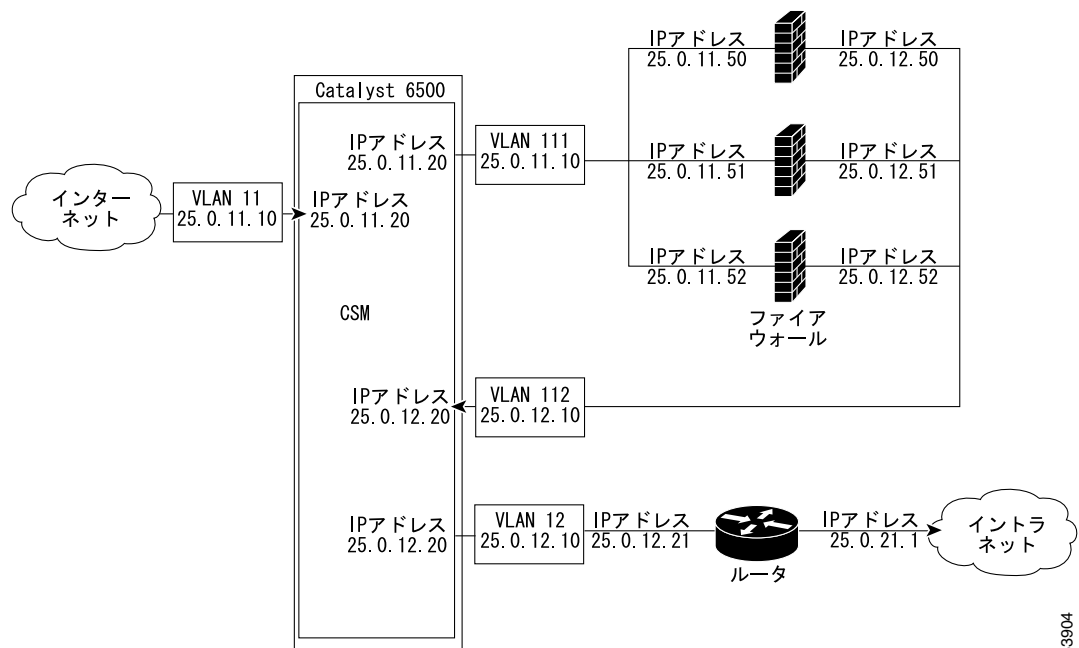 IPアドレス
25.0.11.50
IPアドレス
25.0.12.50
Catalyst 6500
IPアドレス
25.0.11.20
VLAN 111
25.0.11.10
IPアドレス
25.0.11.51
IPアドレス
25.0.12.51
インター
ネット
VLAN 11
25.0.11.10
IPアドレス
25.0.11.20
IPアドレス
25.0.11.52
IPアドレス
25.0.12.52
ファイア
ウォール
CSM
IPアドレス
25.0.12.20
VLAN 112
25.0.12.10
IPアドレス
25.0.12.20
VLAN 12
25.0.12.10
IPアドレス
25.0.12.21
ルータ
IPアドレス
25.0.21.1
イントラ
ネット